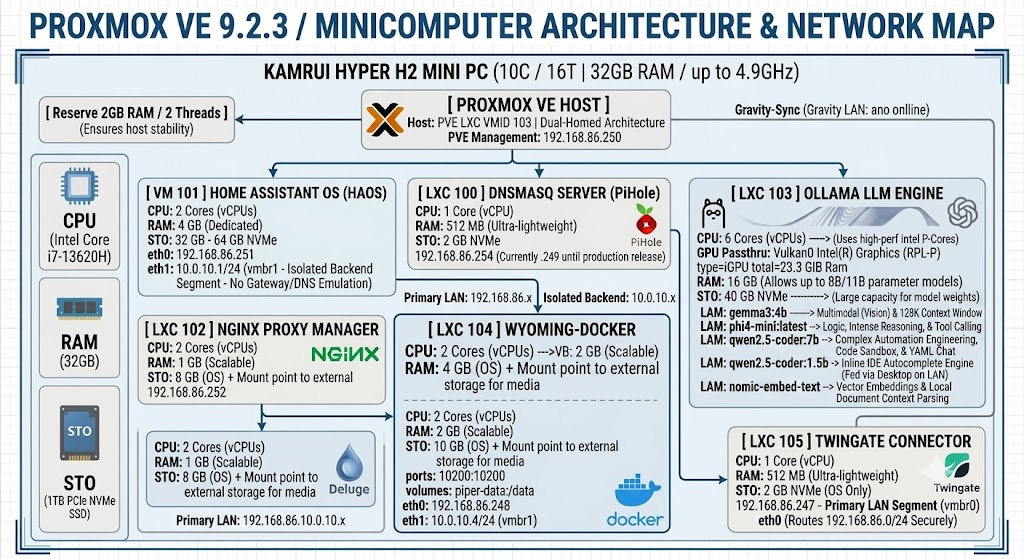 PROXMOX VE 9.2.3 / MINICOMPUTER ARCHITECTURE & NETWORK MAP
KAMRUI HYPER H2 MINI PC (10C / 16T | 32GB RAM / up to 4.9GHz)
[ Reserve 2GB RAM / 2 Threads ]
(Ensures host stability)
[ PROXMOX VE HOST ]
Host: PVE LXC VMID 103 | Dual-Homed Architecture
PVE Management: 192.168.86.250
Gravity-Sync (Gravity LAN: ano onlline)
CPU
(Intel Core
i7-13620H)
RAM
(32GB)
STO
STO
(1TB PCIe NVMe
SSD)
[ VM 101 ] HOME ASSISTANT OS (HAOS)
CPU: 2 Cores (vCPUs)
RAM: 4 GB (Dedicated)
STO: 32 GB - 64 GB NVMe
eth0: 192.168.86.251
eth1: 10.0.10.1/24 (vmbr1 - Isolated Backend
Segment - No Gateway/DNS Emulation)
[ LXC 100 ] DNSMASQ SERVER (PiHole)
CPU: 1 Core (vCPU)
RAM: 512 MB (Ultra-lightweight)
STO: 2 GB NVMe
192.168.86.254 (Currently .249 until production release)
PiHole
[ LXC 103 ] OLLAMA LLM ENGINE
CPU: 6 Cores (vCPUs) ----> (Uses high-perf Intel P-Cores)
GPU Passthru: Vulkan0 Intel(R) Graphics (RPL-P)
type=iGPU total=23.3 GIB Ram
RAM: 16 GB (Allows up to 8B/11B parameter models)
STO: 40 GB NVMe ---------> (Large capacity for model weights)
LAM: gemma3:4b ------> Multimodal (Vision) & 128K Context Window
LAM: phi4-mini:latest --> Logic, Intense Reasoning, & Tool Calling
LAM: qwen2.5-coder:7b --> Complex Automation Engineering,
Code Sandbox, & YAML Chat
LAM: qwen2.5-coder:1.5b --> Inline IDE Autocomplete Engine
(Fed via Desktop on LAN)
LAM: nomic-embed-text --> Vector Embeddings & Local
Document Context Parsing
Primary LAN: 192.168.86.x
Isolated Backend: 10.0.10.x
[ LXC 102 ] NGINX PROXY MANAGER
CPU: 2 Cores (vCPUs)
RAM: 1 GB (Scalable)
STO: 8 GB (OS) + Mount point to external
192.168.86.252
NGINX
CPU: 2 Cores (vCPUs)
RAM: 1 GB (Scalable)
STO: 8 GB (OS) + Mount point to
external storage for media
Deluge
Primary LAN: 192.168.86.10.0.10.x
[ LXC 104 ] WYOMING-DOCKER
CPU: 2 Cores (vCPUs) --->VB: 2 GB (Scalable)
RAM: 4 GB (OS) + Mount point to external
storage for media
CPU: 2 Cores (vCPUs)
RAM: 2 GB (Scalable)
STO: 10 GB (OS) + Mount point to external
storage for media
ports: 10200:10200
volumes: piper-data:/data
eth0: 192.168.86.248
eth1: 10.0.10.4/24 (vmbr1)
docker
[ LXC 105 ] TWINGATE CONNECTOR
CPU: 1 Core (vCPU)
RAM: 512 MB (Ultra-lightweight)
STO: 2 GB NVMe (OS Only)
192.168.86.247 - Primary LAN Segment (vmbr0)
eth0 (Routes 192.168.86.0/24 Securely)
Twingate